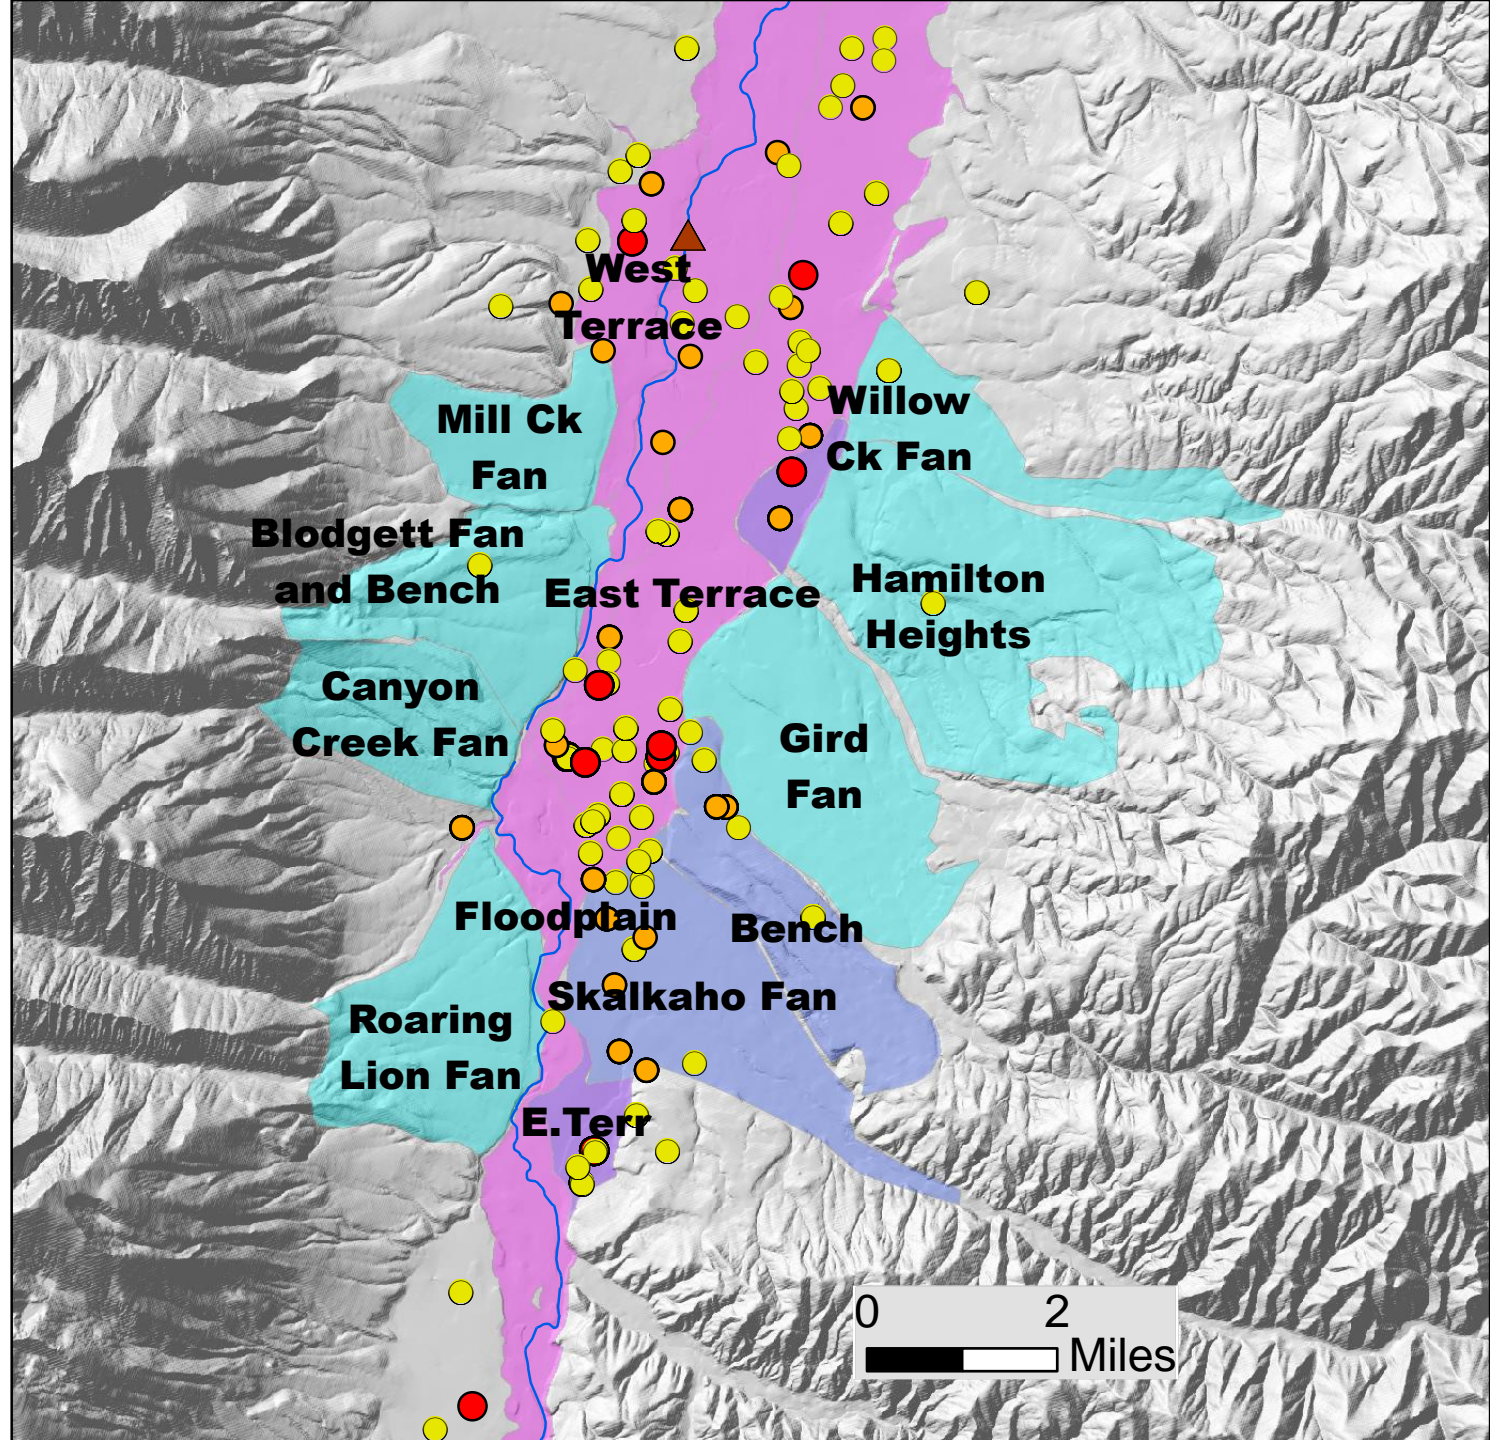 West
Terrace
Mill Ck
Fan
Willow
Ck Fan
Blodgett Fan
and Bench
East Terrace
Hamilton
Heights
Canyon
Creek Fan
Gird
Fan
Floodplain
Bench
Skalkaho Fan
Roaring
Lion Fan
E.Terr
0 2
Miles